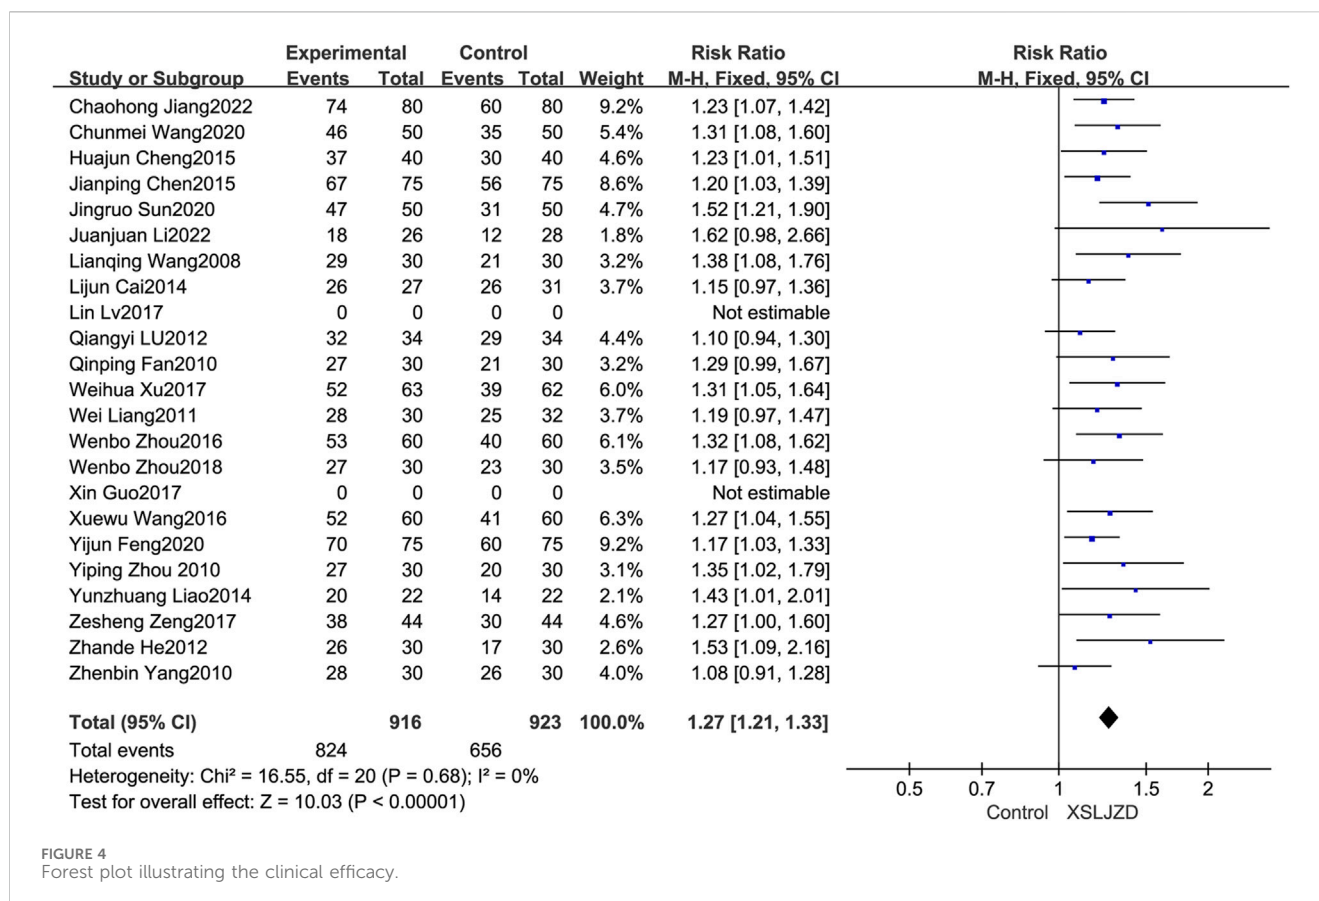 Experimental Control Risk Ratio Risk Ratio
Study or Subgroup Events Total Events Total Weight M-H, Fixed, 95% CI M-H, Fixed, 95% CI
Chaohong Jiang2022 74 80 60 80 9.2% 1.23 [1.07, 1.42]
Chunmei Wang2020 46 50 35 50 5.4% 1.31 [1.08, 1.60]
Huajun Cheng2015 37 40 30 40 4.6% 1.23 [1.01, 1.51]
Jianping Chen2015 67 75 56 75 8.6% 1.20 [1.03, 1.39]
Jingruo Sun2020 47 50 31 50 4.7% 1.52 [1.21, 1.90]
Juanjuan Li2022 18 26 12 28 1.8% 1.62 [0.98, 2.66]
Lianqing Wang2008 29 30 21 30 3.2% 1.38 [1.08, 1.76]
Lijun Cai2014 26 27 26 31 3.7% 1.15 [0.97, 1.36]
Lin Lv2017 0 0 0 0 Not estimable
Qiangyi LU2012 32 34 29 34 4.4% 1.10 [0.94, 1.30]
Qinping Fan2010 27 30 21 30 3.2% 1.29 [0.99, 1.67]
Weihua Xu2017 52 63 39 62 6.0% 1.31 [1.05, 1.64]
Wei Liang2011 28 30 25 32 3.7% 1.19 [0.97, 1.47]
Wenbo Zhou2016 53 60 40 60 6.1% 1.32 [1.08, 1.62]
Wenbo Zhou2018 27 30 23 30 3.5% 1.17 [0.93, 1.48]
Xin Guo2017 0 0 0 0 Not estimable
Xuewu Wang2016 52 60 41 60 6.3% 1.27 [1.04, 1.55]
Yijun Feng2020 70 75 60 75 9.2% 1.17 [1.03, 1.33]
Yiping Zhou 2010 27 30 20 30 3.1% 1.35 [1.02, 1.79]
Yunzhuang Liao2014 20 22 14 22 2.1% 1.43 [1.01, 2.01]
Zesheng Zeng2017 38 44 30 44 4.6% 1.27 [1.00, 1.60]
Zhande He2012 26 30 17 30 2.6% 1.53 [1.09, 2.16]
Zhenbin Yang2010 28 30 26 30 4.0% 1.08 [0.91, 1.28]
Total (95% CI) 916 923 100.0% 1.27 [1.21, 1.33]
Total events 824 656
Heterogeneity: Chi² = 16.55, df = 20 (P = 0.68); I² = 0%
Test for overall effect: Z = 10.03 (P < 0.00001)
0.5 0.7 1 1.5 2
Control XSLJZD
FIGURE 4
Forest plot illustrating the clinical efficacy.